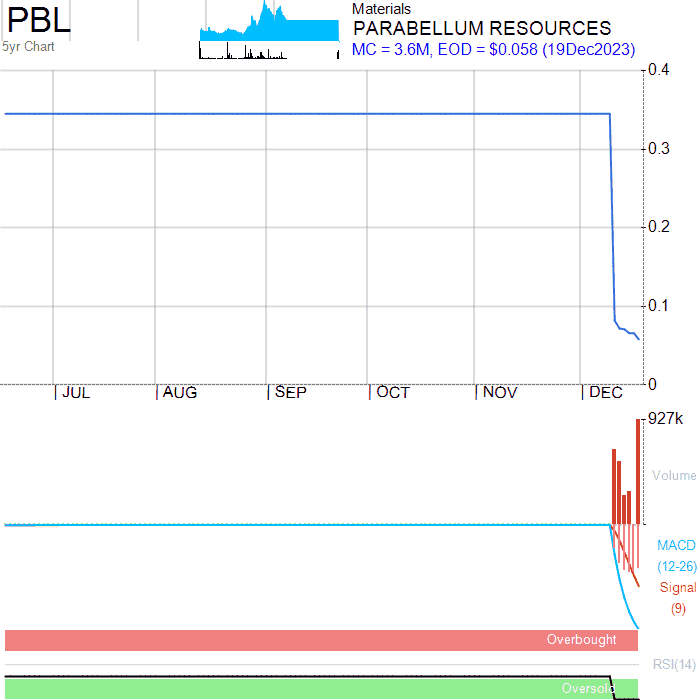 PBL
5yr Chart
Materials
PARABELLUM RESOURCES
MC = 3.6M, EOD = $0.058 (19Dec2023)
0.4
0.3
0.2
0.1
0
JUL AUG SEP OCT NOV DEC
927k
Volume
MACD
(12-26)
Signal
(9)
Overbought
RSI(14)
Oversold